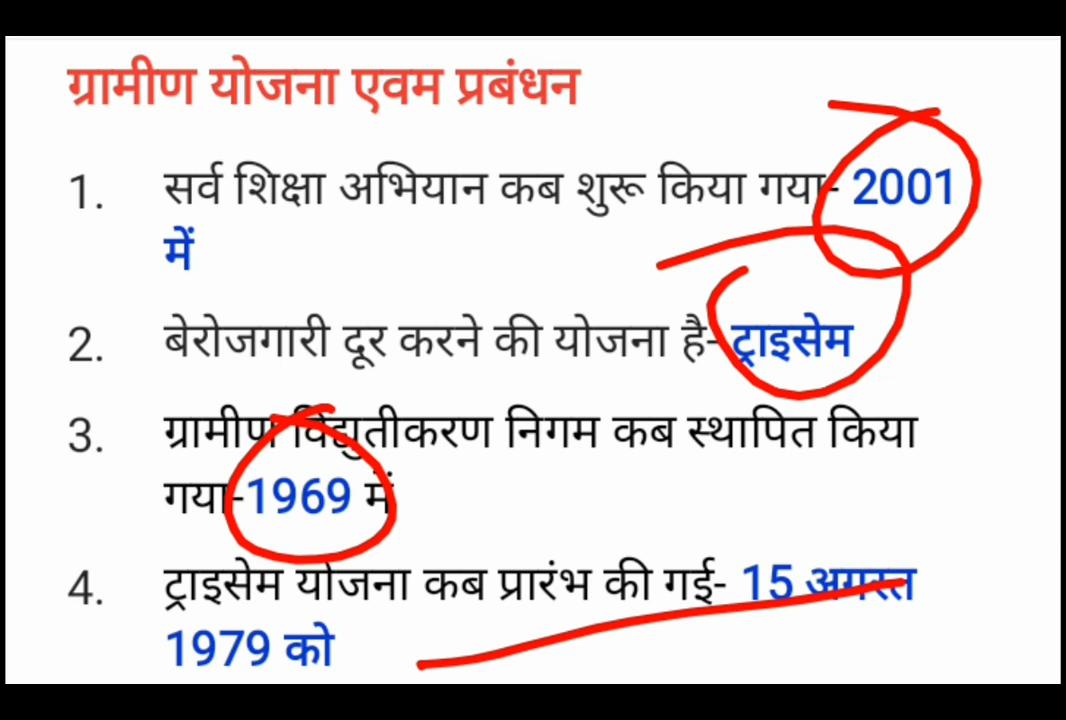 ग्रामीण योजना एवम प्रबंधन
1. सर्व शिक्षा अभियान कब शुरू किया गया- 2001
में
2. बेरोजगारी दूर करने की योजना है- ट्राइसेम
3. ग्रामीण विद्युतीकरण निगम कब स्थापित किया
गया-1969 में
4. ट्राइसेम योजना कब प्रारंभ की गई- 15 अगस्त
1979 को